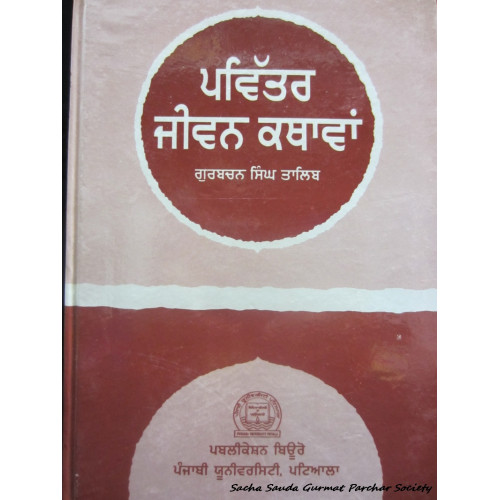 ਪਵਿੱਤਰ
ਜੀਵਨ ਕਥਾਵਾਂ
ਗੁਰਬਚਨ ਸਿੰਘ ਤਾਲਿਬ
ਪਬਲੀਕੇਸ਼ਨ ਬਿਊਰੋ
ਪੰਜਾਬੀ ਯੂਨੀਵਰਸਿਟੀ, ਪਟਿਆਲਾ
Sacha Sauda Gurmat Parchar Society